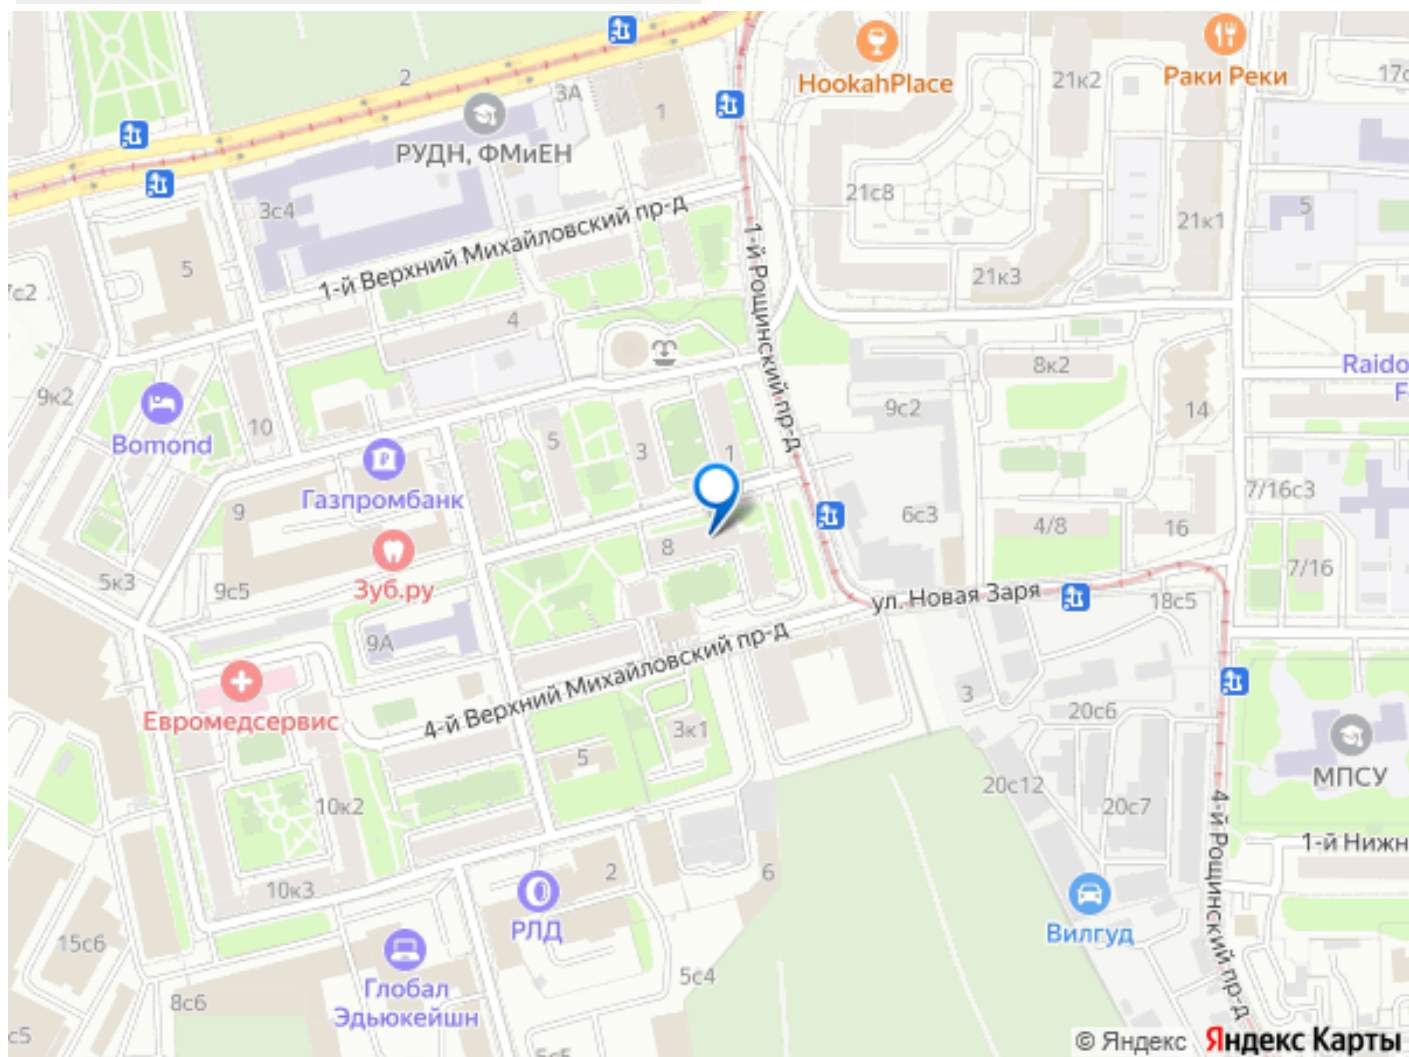 2
3А
1
HookahPlace
21к2
Раки Реки
17с
РУДН, ФМиЕН
3с4
1-й Верхний Михайловский пр-д
21с8
5
21к1
5
7с2
1-й Рощинский пр-д
21к3
4
8к2
Raido
F
9к2
Bomond
10
5
3
1
9с2
14
Газпромбанк
9
6с3
7/16с3
4/8
16
8
5к3
9с5
Зуб.ру
ул. Новая Заря
18с5
7/16
9А
4-й Верхний Михайловский пр-д
Евромедсервис
3
20с6
3к1
5
МПСУ
10к2
20с12
20с7
4-й Рощинский пр-д
1-й Нижн
10к3
2
6
РЛД
Вилгуд
15с6
Глобал
Эдьюкейшн
5с4
8с6
с5
5с6
© Яндекс Яндекс Карты